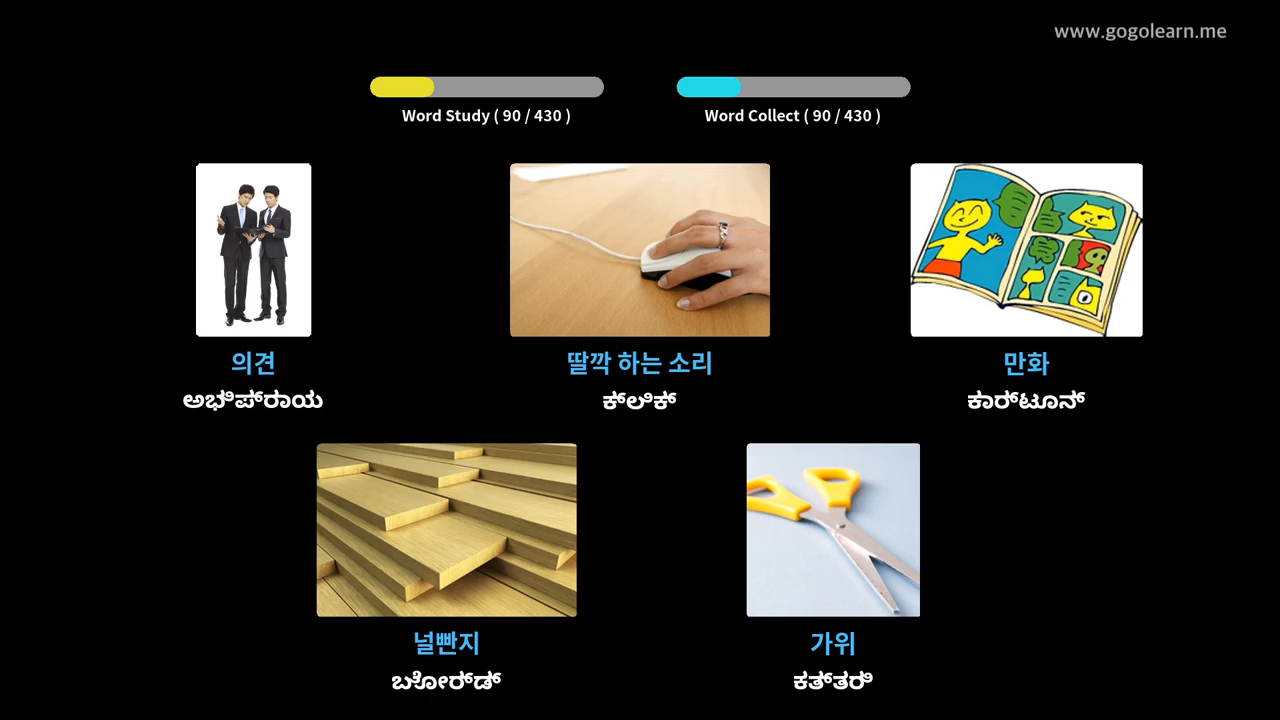 www.gogolearn.me
Word Study ( 90 / 430 )
Word Collect ( 90 / 430 )
의견
ಅಭಿಪ್ರಾಯ
딸깍 하는 소리
ಕ್ಲಿಕ್
만화
ಕಾರ್ಟೂನ್
널빤지
ಬೋರ್ಡ್
가위
ಕತ್ತರಿ